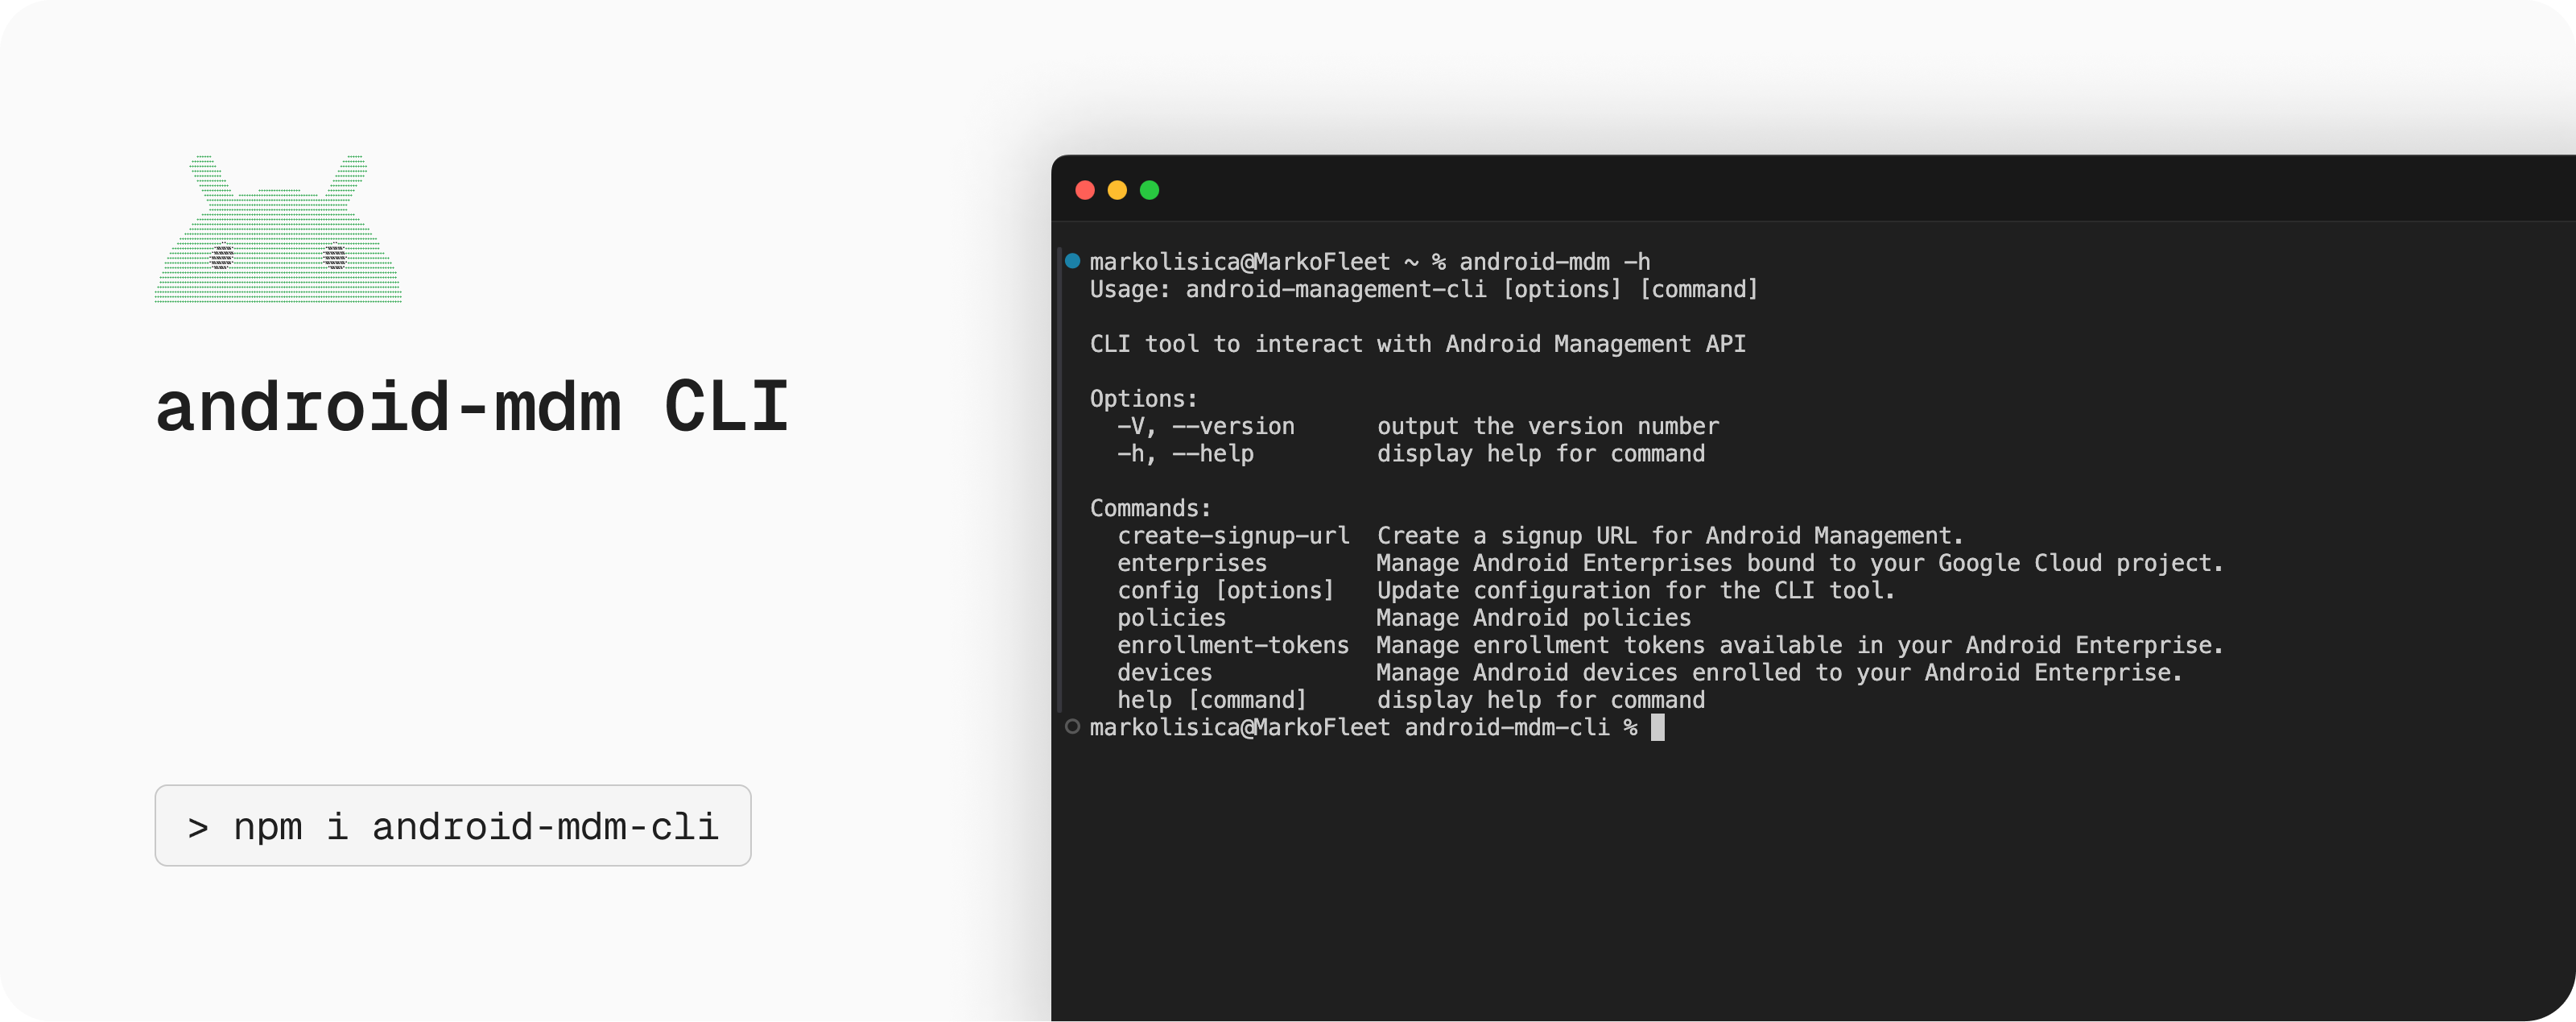 android-mdm CLI
> npm i android-mdm-cli
markolisica@MarkoFleet ~ % android-mdm -h
Usage: android-management-cli [options] [command]
CLI tool to interact with Android Management API
Options:
-V, --version output the version number
-h, --help display help for command
Commands:
create-signup-url Create a signup URL for Android Management.
enterprises Manage Android Enterprises bound to your Google Cloud project.
config [options] Update configuration for the CLI tool.
policies Manage Android policies
enrollment-tokens Manage enrollment tokens available in your Android Enterprise.
devices Manage Android devices enrolled to your Android Enterprise.
help [command] display help for command
markolisica@MarkoFleet android-mdm-cli %